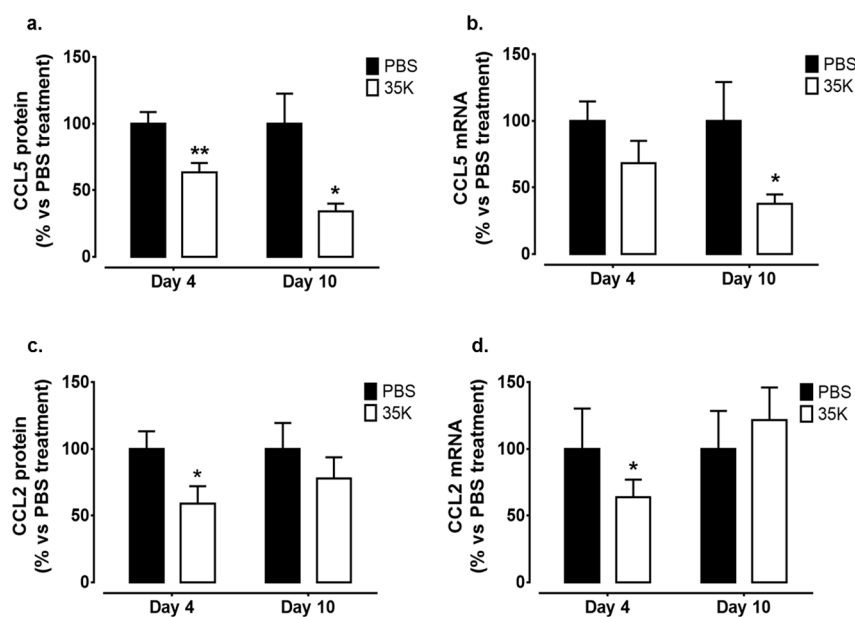 a.
CCL5 protein
(% vs PBS treatment)
150
100
50
0
**
*
Day 4
Day 10
PBS
35K
b.
CCL5 mRNA
(% vs PBS treatment)
150
100
50
0
*
Day 4
Day 10
PBS
35K
c.
CCL2 protein
(% vs PBS treatment)
150
100
50
0
*
Day 4
Day 10
PBS
35K
d.
CCL2 mRNA
(% vs PBS treatment)
150
100
50
0
*
Day 4
Day 10
PBS
35K